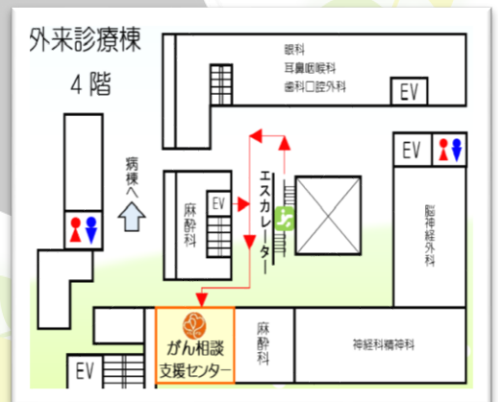 外来診療棟
4階
眼科
耳鼻咽喉科
歯科口腔外科
EV
EV
病棟へ
麻酔科
EV
エスカレーター
脳神経外科
がん相談
支援センター
麻酔科
神経科精神科
EV